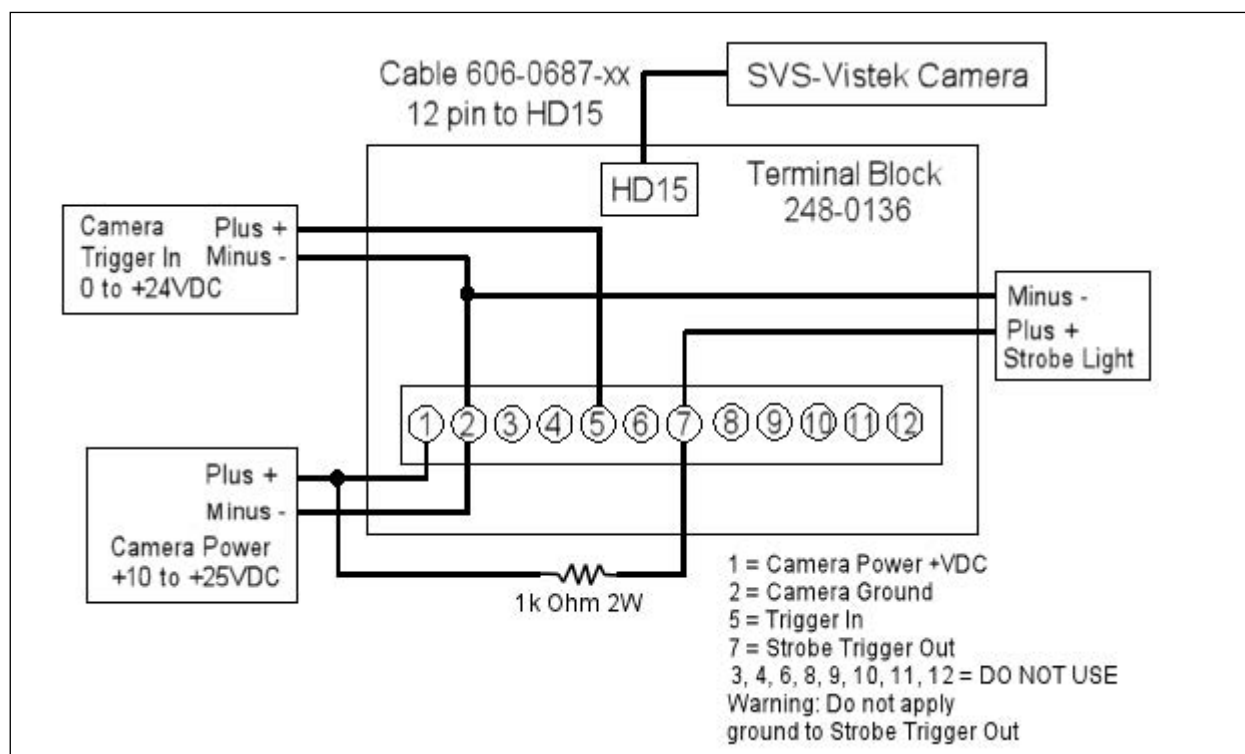 Cable 606-0687-xx
12 pin to HD15
SVS-Vistek Camera
HD15
Terminal Block
248-0136
Camera
Trigger In
0 to +24VDC
Plus +
Minus -
Minus -
Plus +
Strobe Light
1 2 3 4 5 6 7 8 9 10 11 12
Plus +
Minus -
Camera Power
+10 to +25VDC
1k Ohm 2W
1 = Camera Power +VDC
2 = Camera Ground
5 = Trigger In
7 = Strobe Trigger Out
3, 4, 6, 8, 9, 10, 11, 12 = DO NOT USE
Warning: Do not apply
ground to Strobe Trigger Out